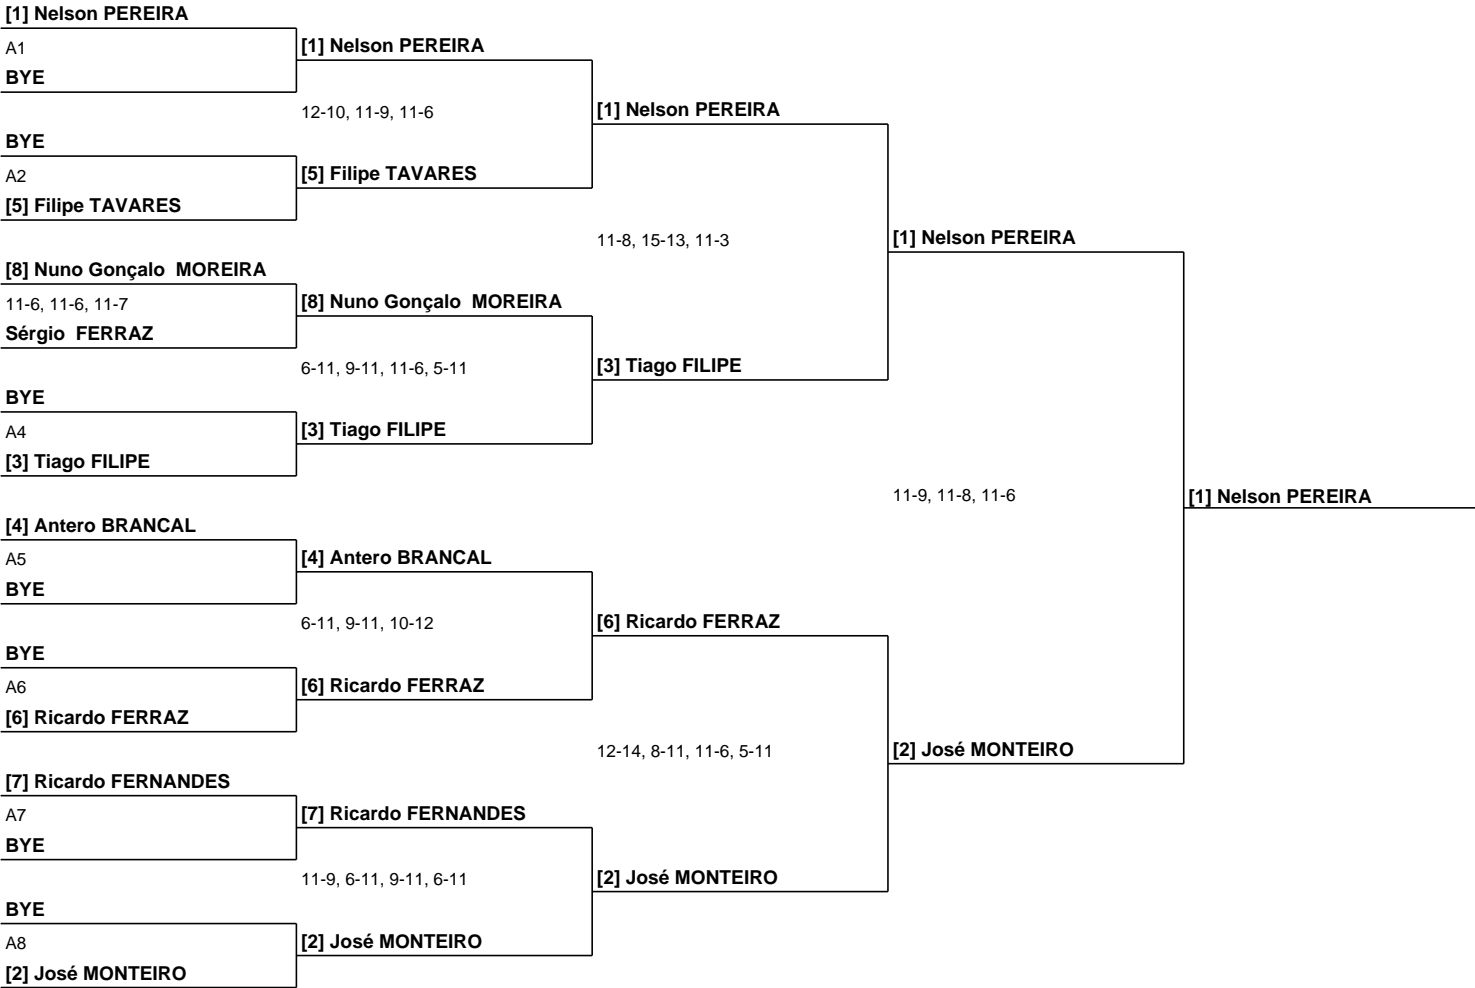 [1] Nelson PEREIRA
A1
BYE
BYE
A2
[5] Filipe TAVARES
[8] Nuno Gonçalo  MOREIRA
11-6, 11-6, 11-7
Sérgio  FERRAZ
BYE
A4
[3] Tiago FILIPE
[4] Antero BRANCAL
A5
BYE
BYE
A6
[6] Ricardo FERRAZ
[7] Ricardo FERNANDES
A7
BYE
BYE
A8
[2] José MONTEIRO
[1] Nelson PEREIRA
12-10, 11-9, 11-6
[5] Filipe TAVARES
[8] Nuno Gonçalo  MOREIRA
6-11, 9-11, 11-6, 5-11
[3] Tiago FILIPE
[4] Antero BRANCAL
6-11, 9-11, 10-12
[6] Ricardo FERRAZ
[7] Ricardo FERNANDES
11-9, 6-11, 9-11, 6-11
[2] José MONTEIRO
[1] Nelson PEREIRA
11-8, 15-13, 11-3
[3] Tiago FILIPE
[6] Ricardo FERRAZ
12-14, 8-11, 11-6, 5-11
[2] José MONTEIRO
[1] Nelson PEREIRA
11-9, 11-8, 11-6
[2] José MONTEIRO
[1] Nelson PEREIRA